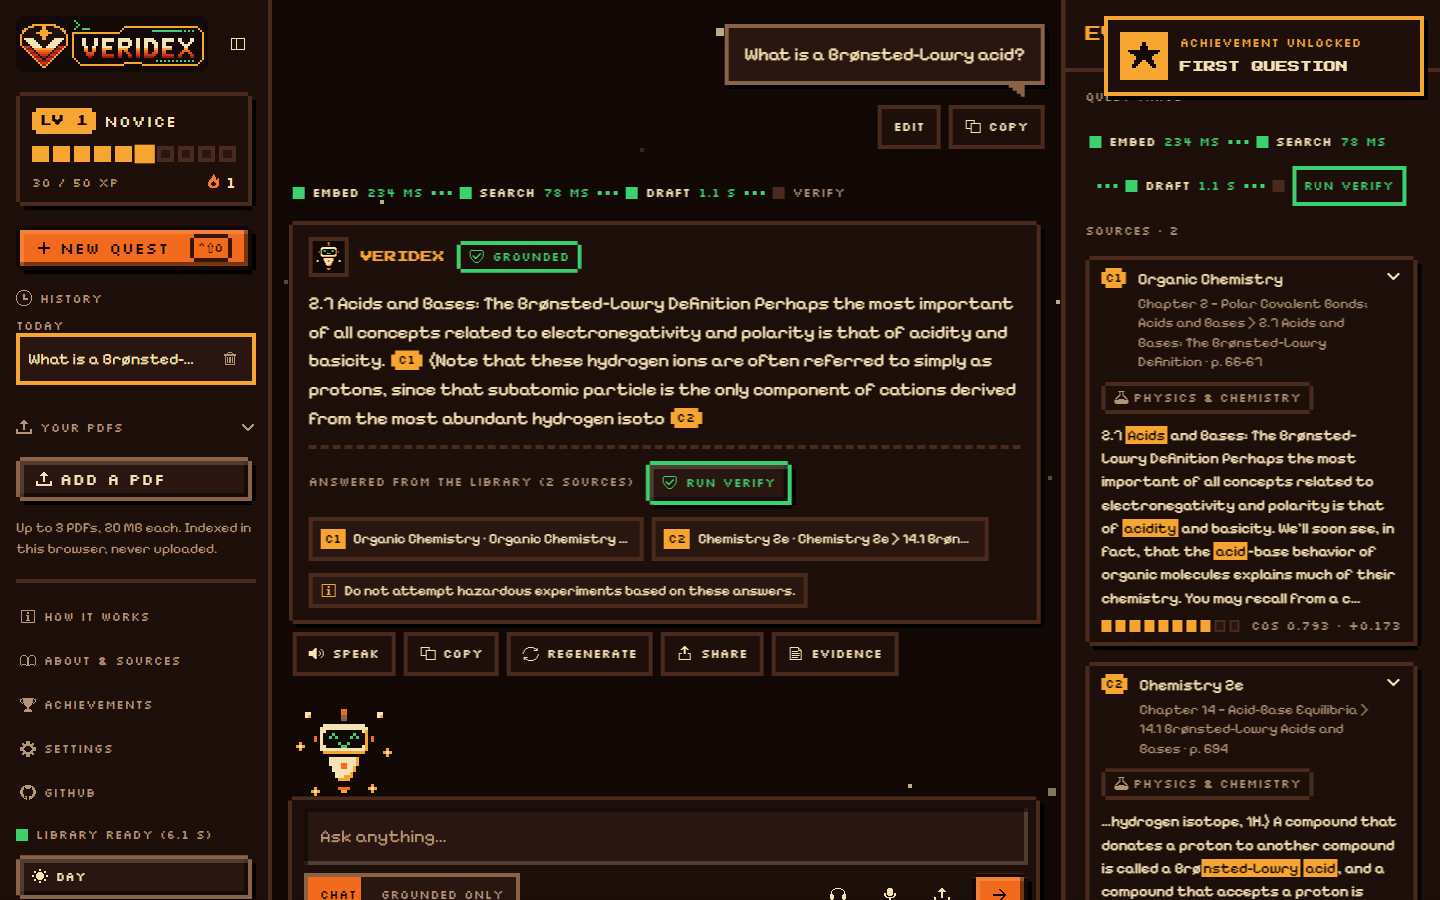 VERIDEX
LV 1 NOVICE
30 / 50 XP
1
+ NEW QUEST ^⇧O
HISTORY
TODAY
What is a Brønsted-...
YOUR PDFS
ADD A PDF
Up to 3 PDFs, 20 MB each. Indexed in
this browser, never uploaded.
HOW IT WORKS
ABOUT & SOURCES
ACHIEVEMENTS
SETTINGS
GITHUB
LIBRARY READY (6.1 S)
DAY
What is a Brønsted-Lowry acid?
EDIT
COPY
EMBED 234 MS SEARCH 78 MS DRAFT 1.1 S VERIFY
VERIDEX GROUNDED
2.7 Acids and Bases: The Brønsted-Lowry Definition Perhaps the most important
of all concepts related to electronegativity and polarity is that of acidity and
basicity. C1 (Note that these hydrogen ions are often referred to simply as
protons, since that subatomic particle is the only component of cations derived
from the most abundant hydrogen isoto C2
ANSWERED FROM THE LIBRARY (2 SOURCES) RUN VERIFY
C1 Organic Chemistry · Organic Chemistry ...
C2 Chemistry 2e · Chemistry 2e > 14.1 Brøn...
Do not attempt hazardous experiments based on these answers.
SPEAK
COPY
REGENERATE
SHARE
EVIDENCE
Ask anything...
CHAT GROUNDED ONLY
ACHIEVEMENT UNLOCKED
FIRST QUESTION
EMBED 234 MS SEARCH 78 MS
DRAFT 1.1 S RUN VERIFY
SOURCES · 2
C1 Organic Chemistry
Chapter 2 - Polar Covalent Bonds;
Acids and Bases > 2.7 Acids and
Bases: The Brønsted-Lowry
Definition · p. 66-67
PHYSICS & CHEMISTRY
2.7 Acids and Bases: The Brønsted-
Lowry Definition Perhaps the most
important of all concepts related to
electronegativity and polarity is that
of acidity and basicity. We'll soon see, in
fact, that the acid-base behavior of
organic molecules explains much of their
chemistry. You may recall from a c...
COS 0.793 · +0.173
C2 Chemistry 2e
Chapter 14 - Acid-Base Equilibria >
14.1 Brønsted-Lowry Acids and
Bases · p. 694
PHYSICS & CHEMISTRY
...hydrogen isotope, 1H.) A compound that
donates a proton to another compound
is called a Brønsted-Lowry acid, and a
compound that accepts a proton is